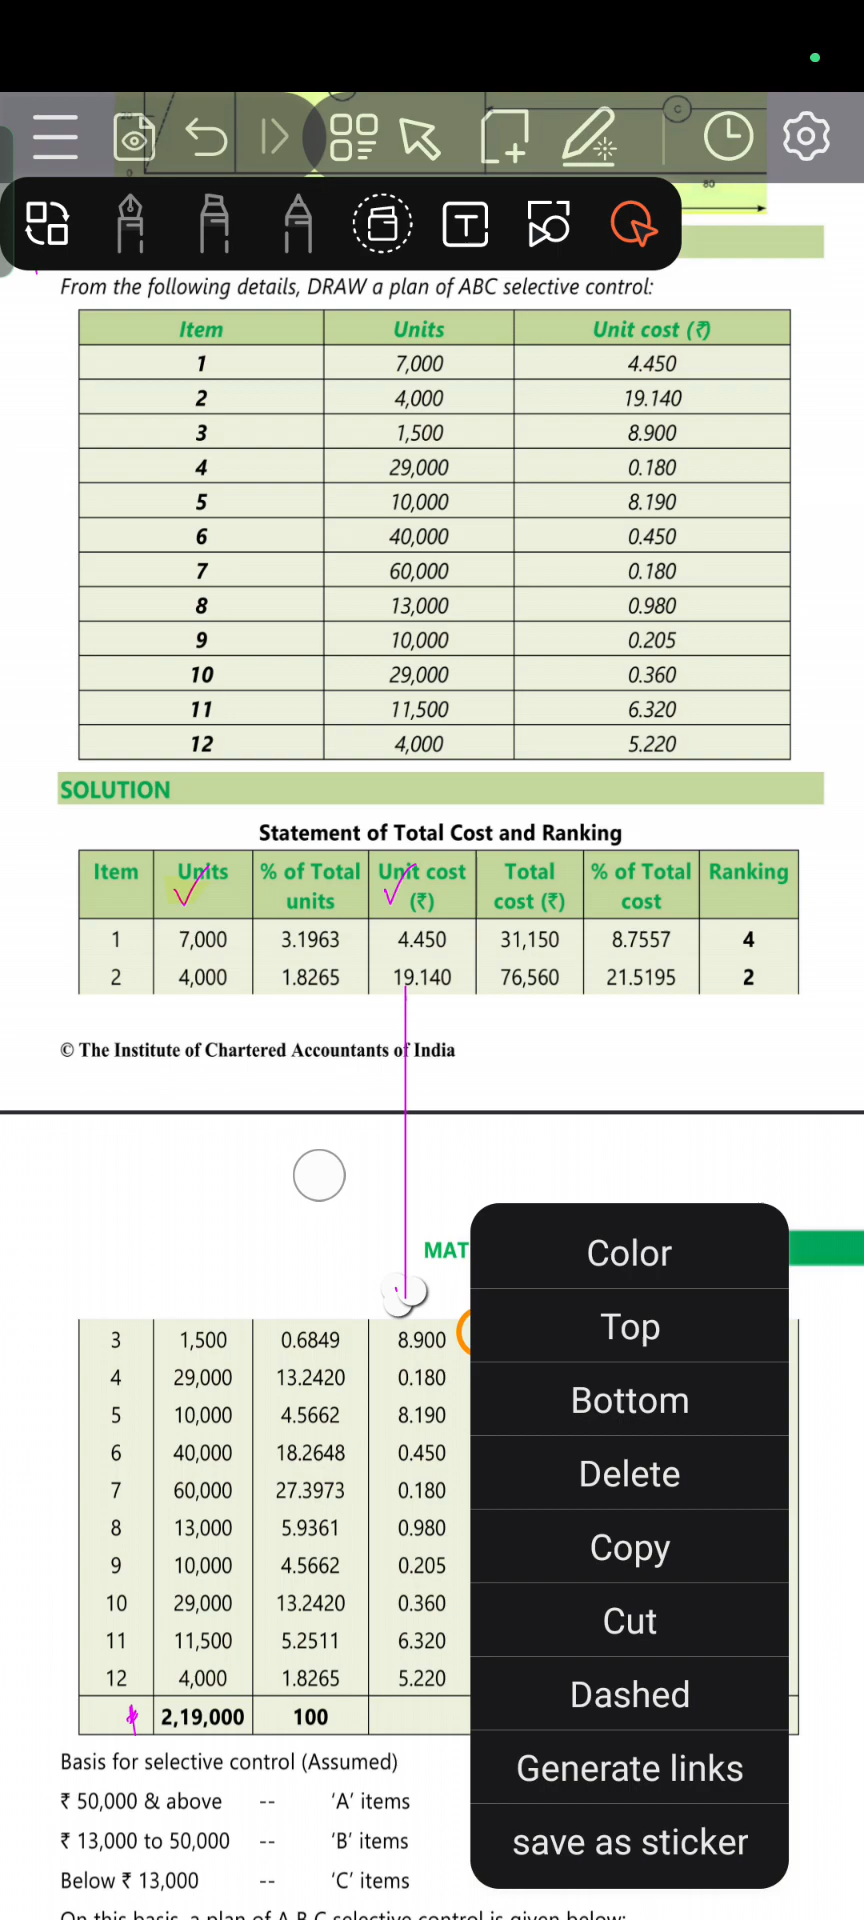 0
80
C
T
From the following details, DRAW a plan of ABC selective control:
Item Units Unit cost (₹)
1 7,000 4.450
2 4,000 19.140
3 1,500 8.900
4 29,000 0.180
5 10,000 8.190
6 40,000 0.450
7 60,000 0.180
8 13,000 0.980
9 10,000 0.205
10 29,000 0.360
11 11,500 6.320
12 4,000 5.220
SOLUTION
Statement of Total Cost and Ranking
Item Units % of Total units Unit cost (₹) Total cost (₹) % of Total cost Ranking
1 7,000 3.1963 4.450 31,150 8.7557 4
2 4,000 1.8265 19.140 76,560 21.5195 2
© The Institute of Chartered Accountants of India
MAT
3 1,500 0.6849 8.900
4 29,000 13.2420 0.180
5 10,000 4.5662 8.190
6 40,000 18.2648 0.450
7 60,000 27.3973 0.180
8 13,000 5.9361 0.980
9 10,000 4.5662 0.205
10 29,000 13.2420 0.360
11 11,500 5.2511 6.320
12 4,000 1.8265 5.220
2,19,000 100
Basis for selective control (Assumed)
₹ 50,000 & above -- 'A' items
₹ 13,000 to 50,000 -- 'B' items
Below ₹ 13,000 -- 'C' items
On this basis, a plan of A B C selective control is given below:
Color
Top
Bottom
Delete
Copy
Cut
Dashed
Generate links
save as sticker